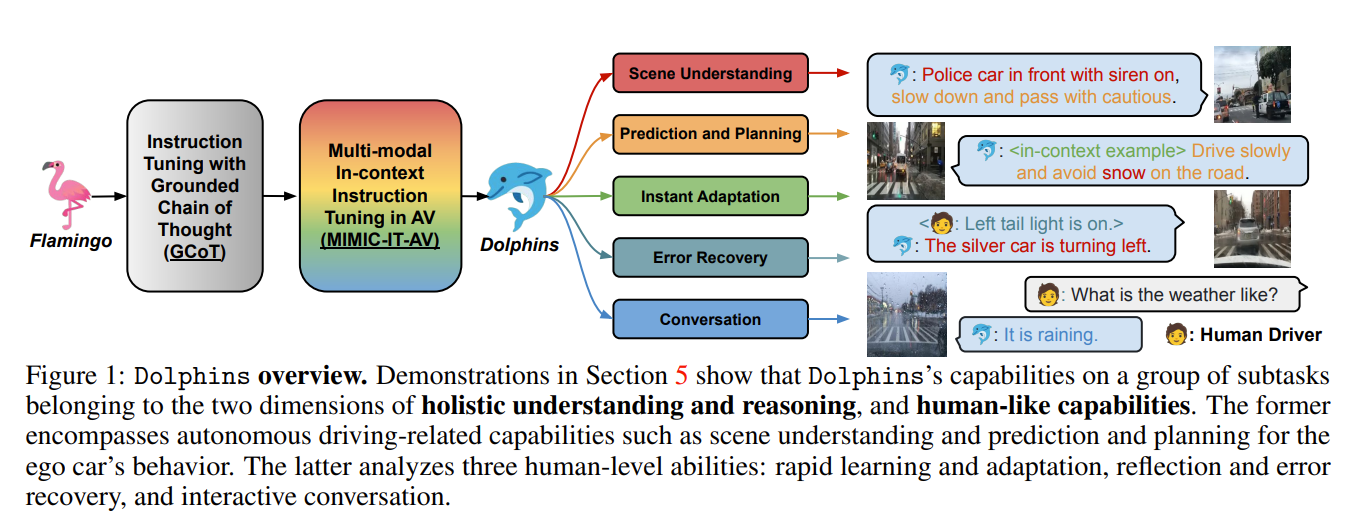 Flamingo
Instruction
Tuning with
Grounded
Chain of
Thought
(GCoT)
Multi-modal
In-context
Instruction
Tuning in AV
(MIMIC-IT-AV)
Dolphins
Scene Understanding
Prediction and Planning
Instant Adaptation
Error Recovery
Conversation
: Police car in front with siren on,
slow down and pass with cautious.
: <in-context example> Drive slowly
and avoid snow on the road.
<🧑: Left tail light is on.>
🐬: The silver car is turning left.
🧑: What is the weather like?
🐬: It is raining.
🧑: Human Driver
Figure 1: Dolphins overview. Demonstrations in Section 5 show that Dolphins's capabilities on a group of subtasks
belonging to the two dimensions of holistic understanding and reasoning, and human-like capabilities. The former
encompasses autonomous driving-related capabilities such as scene understanding and prediction and planning for the
ego car's behavior. The latter analyzes three human-level abilities: rapid learning and adaptation, reflection and error
recovery, and interactive conversation.